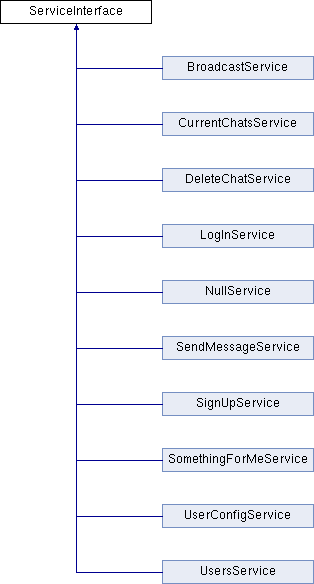 ServiceInterface
BroadcastService
CurrentChatsService
DeleteChatService
LogInService
NullService
SendMessageService
SignUpService
SomethingForMeService
UserConfigService
UsersService